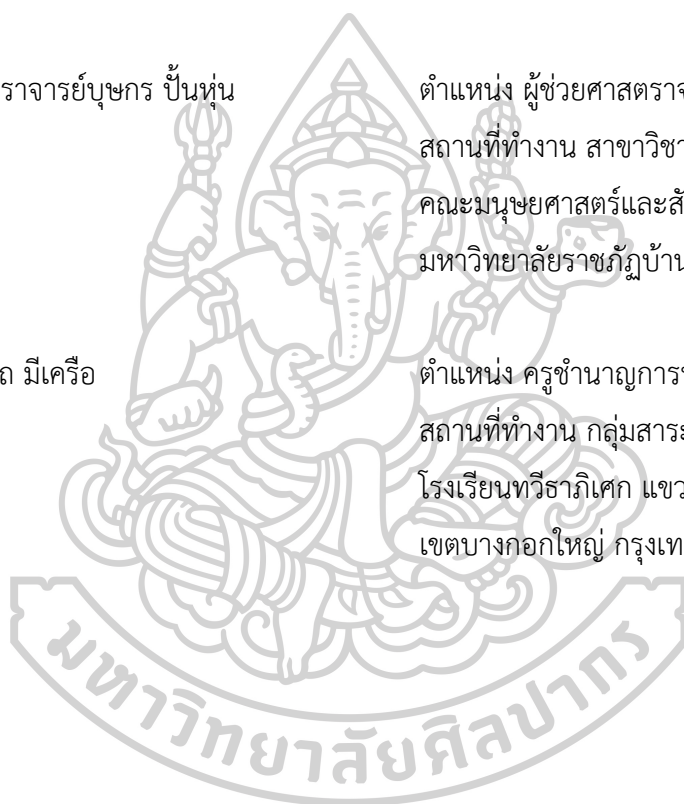 ราจารย์บุษกร ปั้นหุ่น ตำแหน่ง ผู้ช่วยศาสตราจ
สถานที่ทำงาน สาขาวิชา
คณะมนุษยศาสตร์และสั
มหาวิทยาลัยราชภัฏบ้าน
ถ มีเครือ ตำแหน่ง ครูชำนาญการ
สถานที่ทำงาน กลุ่มสาระ
โรงเรียนทวีธาภิเศก แขว
เขตบางกอกใหญ่ กรุงเท
มหาวิทยาลัยศิลปากร